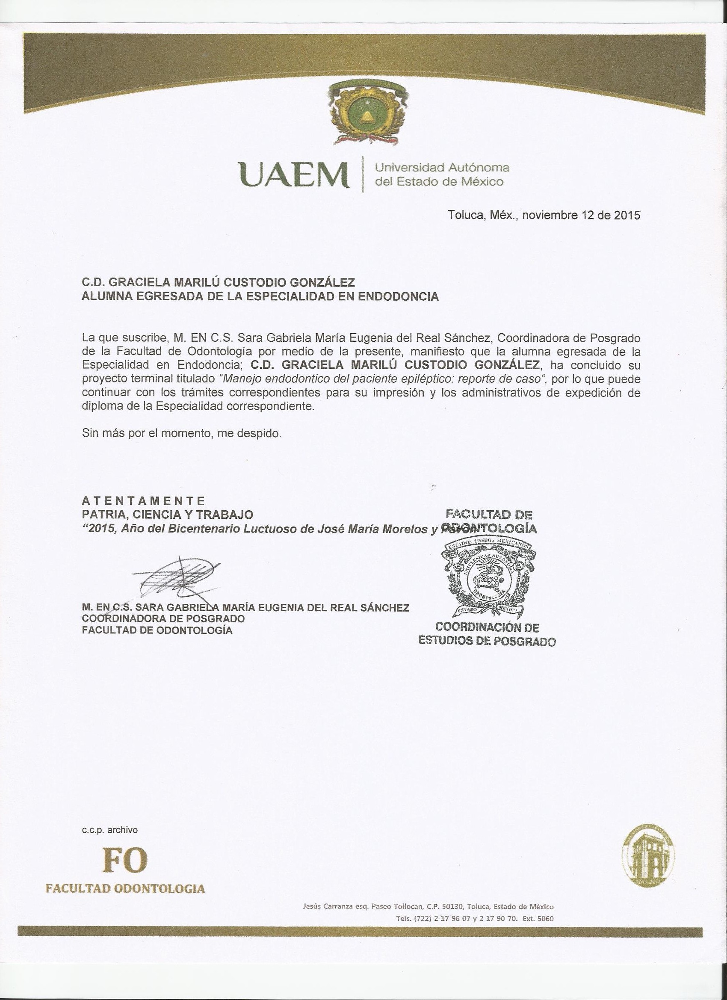 UAEM
Universidad Autónoma
del Estado de México
Toluca, Méx., noviembre 12 de 2015
C.D. GRACIELA MARILÚ CUSTODIO GONZÁLEZ
ALUMNA EGRESADA DE LA ESPECIALIDAD EN ENDODONCIA
La que suscribe, M. EN C.S. Sara Gabriela María Eugenia del Real Sánchez, Coordinadora de Posgrado
de la Facultad de Odontología por medio de la presente, manifiesto que la alumna egresada de la
Especialidad en Endodoncia; C.D. GRACIELA MARILÚ CUSTODIO GONZÁLEZ, ha concluido su
proyecto terminal titulado “Manejo endodontico del paciente epiléptico: reporte de caso“, por lo que puede
continuar con los trámites correspondientes para su impresión y los administrativos de expedición de
diploma de la Especialidad correspondiente.
Sin más por el momento, me despido.
A T E N T A M E N T E
PATRIA, CIENCIA Y TRABAJO
“2015, Año del Bicentenario Luctuoso de José María Morelos y Pavón”
FACULTAD DE
ODONTOLOGÍA
ESTADOS UNIDOS MEXICANOS
UNIVERSIDAD AUTÓNOMA
ODONTOLOGÍA
ESTADO MEXICO
COORDINACIÓN DE
ESTUDIOS DE POSGRADO
M. EN C.S. SARA GABRIELA MARÍA EUGENIA DEL REAL SÁNCHEZ
COORDINADORA DE POSGRADO
FACULTAD DE ODONTOLOGÍA
c.c.p. archivo
FO
FACULTAD ODONTOLOGIA
Jesús Carranza esq. Paseo Tollocan, C.P. 50130, Toluca, Estado de México
Tels. (722) 2 17 96 07 y 2 17 90 70. Ext. 5060